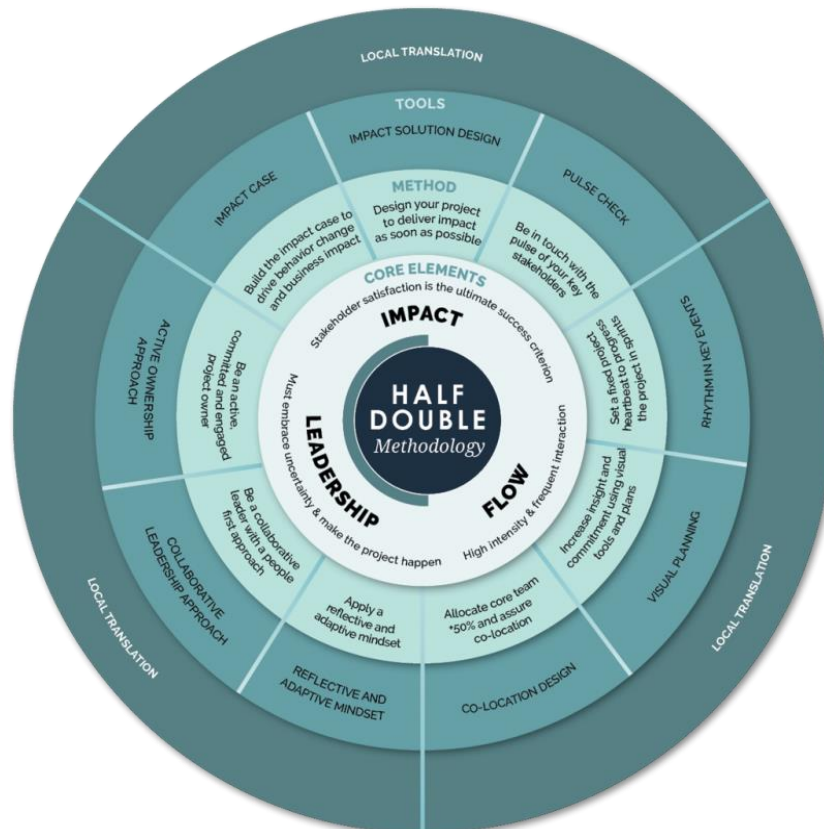 LOCAL TRANSLATION
TOOLS
IMPACT SOLUTION DESIGN
IMPACT CASE
PULSE CHECK
RHYTHM IN KEY EVENTS
VISUAL PLANNING
CO-LOCATION DESIGN
REFLECTIVE AND
ADAPTIVE MINDSET
COLLABORATIVE
LEADERSHIP APPROACH
ACTIVE OWNERSHIP
APPROACH
METHOD
Design your project
to deliver impact
as soon as possible
Build the impact case to
drive behavior change
and business impact
Be in touch with the
pulse of your key
stakeholders
Set a fixed project
heartbeat to progress
the project in sprints
Increase insight and
commitment using visual
tools and plans
Allocate core team
*50% and assure
co-location
Apply a
reflective and
adaptive mindset
Be a collaborative
leader with a people
first approach
Be an active,
committed and engaged
project owner
CORE ELEMENTS
Stakeholder satisfaction is the ultimate success criterion
IMPACT
FLOW
High intensity & frequent interaction
LEADERSHIP
Must embrace uncertainty & make the project happen
HALF
DOUBLE
Methodology
LOCAL TRANSLATION
LOCAL TRANSLATION